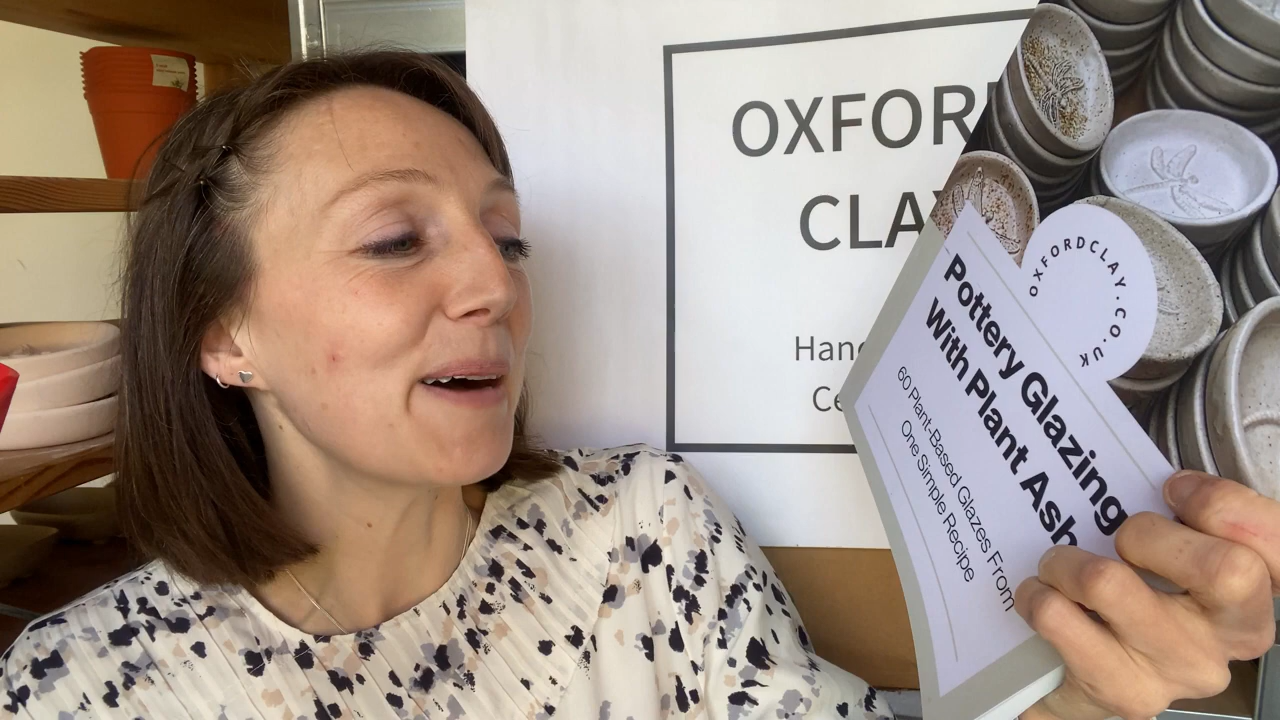 OXFOR
CLAY
Hand
Ce
OXFORDCLAY.CO.UK
Pottery Glazing
With Plant Ash
60 Plant-Based Glazes From
One Simple Recipe